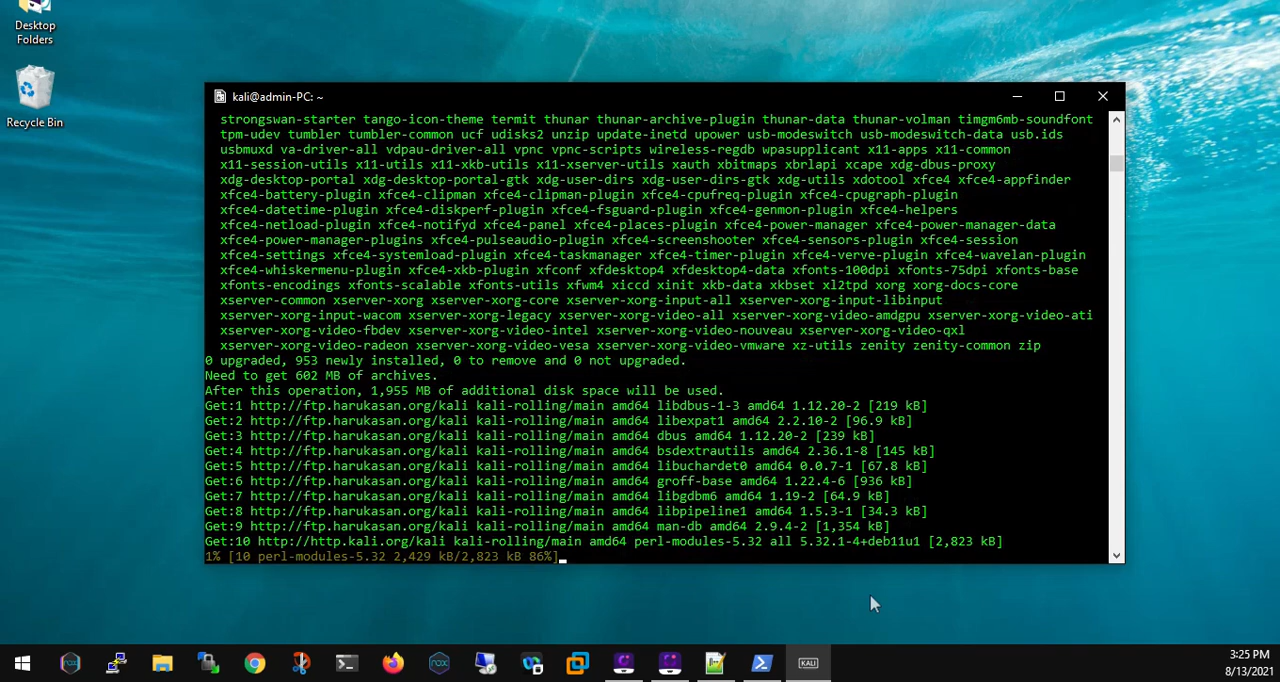 Desktop
Folders
Recycle Bin
kali@admin-PC: ~
strongswan-starter tango-icon-theme termit thunar thunar-archive-plugin thunar-data thunar-volman timgm6mb-soundfont
tpm-udev tumbler tumbler-common ucf udisks2 unzip update-inetd upower usb-modeswitch usb-modeswitch-data usb.ids
usbmuxd va-driver-all vdpau-driver-all vpnc vpnc-scripts wireless-regdb wpasupplicant x11-apps x11-common
x11-session-utils x11-utils x11-xkb-utils x11-xserver-utils xauth xbitmaps xbrlapi xcape xdg-dbus-proxy
xdg-desktop-portal xdg-desktop-portal-gtk xdg-user-dirs xdg-user-dirs-gtk xdg-utils xdotool xfce4 xfce4-appfinder
xfce4-battery-plugin xfce4-clipman xfce4-clipman-plugin xfce4-cpufreq-plugin xfce4-cpugraph-plugin
xfce4-datetime-plugin xfce4-diskperf-plugin xfce4-fsguard-plugin xfce4-genmon-plugin xfce4-helpers
xfce4-netload-plugin xfce4-notifyd xfce4-panel xfce4-places-plugin xfce4-power-manager xfce4-power-manager-data
xfce4-power-manager-plugins xfce4-pulseaudio-plugin xfce4-screenshooter xfce4-sensors-plugin xfce4-session
xfce4-settings xfce4-systemload-plugin xfce4-taskmanager xfce4-timer-plugin xfce4-verve-plugin xfce4-wavelan-plugin
xfce4-whiskermenu-plugin xfce4-xkb-plugin xfconf xfdesktop4 xfdesktop4-data xfonts-100dpi xfonts-75dpi xfonts-base
xfonts-encodings xfonts-scalable xfonts-utils xfwm4 xiccd xinit xkb-data xkbset xl2tpd xorg xorg-docs-core
xserver-common xserver-xorg xserver-xorg-core xserver-xorg-input-all xserver-xorg-input-libinput
xserver-xorg-input-wacom xserver-xorg-legacy xserver-xorg-video-all xserver-xorg-video-amdgpu xserver-xorg-video-ati
xserver-xorg-video-fbdev xserver-xorg-video-intel xserver-xorg-video-nouveau xserver-xorg-video-qxl
xserver-xorg-video-radeon xserver-xorg-video-vesa xserver-xorg-video-vmware xz-utils zenity zenity-common zip
0 upgraded, 953 newly installed, 0 to remove and 0 not upgraded.
Need to get 602 MB of archives.
After this operation, 1,955 MB of additional disk space will be used.
Get:1 http://ftp.harukasan.org/kali kali-rolling/main amd64 libdbus-1-3 amd64 1.12.20-2 [219 kB]
Get:2 http://ftp.harukasan.org/kali kali-rolling/main amd64 libexpat1 amd64 2.2.10-2 [96.9 kB]
Get:3 http://ftp.harukasan.org/kali kali-rolling/main amd64 dbus amd64 1.12.20-2 [239 kB]
Get:4 http://ftp.harukasan.org/kali kali-rolling/main amd64 bsdextrautils amd64 2.36.1-8 [145 kB]
Get:5 http://ftp.harukasan.org/kali kali-rolling/main amd64 libuchardet0 amd64 0.0.7-1 [67.8 kB]
Get:6 http://ftp.harukasan.org/kali kali-rolling/main amd64 groff-base amd64 1.22.4-6 [936 kB]
Get:7 http://ftp.harukasan.org/kali kali-rolling/main amd64 libgdbm6 amd64 1.19-2 [64.9 kB]
Get:8 http://ftp.harukasan.org/kali kali-rolling/main amd64 libpipeline1 amd64 1.5.3-1 [34.3 kB]
Get:9 http://ftp.harukasan.org/kali kali-rolling/main amd64 man-db amd64 2.9.4-2 [1,354 kB]
Get:10 http://http.kali.org/kali kali-rolling/main amd64 perl-modules-5.32 all 5.32.1-4+deb11u1 [2,823 kB]
1% [10 perl-modules-5.32 2,429 kB/2,823 kB 86%]
nox
nox
KALI
3:25 PM
8/13/2021